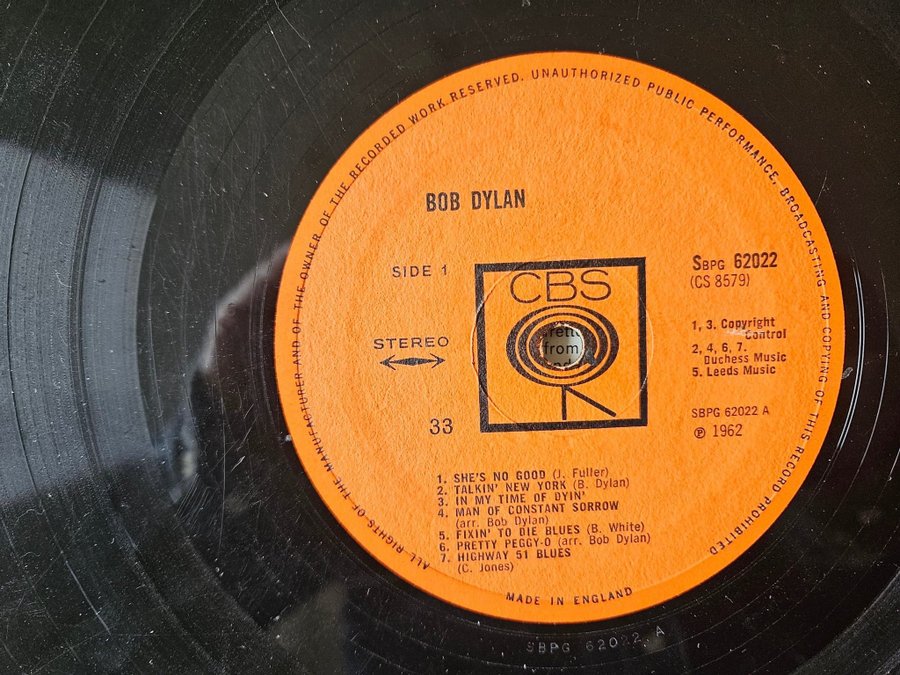 ALL RIGHTS OF THE MANUFACTURER AND OF THE OWNER OF THE RECORDED WORK RESERVED. UNAUTHORIZED PUBLIC PERFORMANCE, BROADCASTING AND COPYING OF THIS RECORD PROHIBITED
BOB DYLAN
SIDE 1
STEREO
33
CBS
from
SBPG 62022
(CS 8579)
1, 3. Copyright
Control
2, 4, 6, 7.
Duchess Music
5. Leeds Music
SBPG 62022 A
℗ 1962
1. SHE'S NO GOOD (J. Fuller)
2. TALKIN' NEW YORK (B. Dylan)
3. IN MY TIME OF DYIN'
4. MAN OF CONSTANT SORROW
(arr. Bob Dylan)
5. FIXIN' TO DIE BLUES (B. White)
6. PRETTY PEGGY-O (arr. Bob Dylan)
7. HIGHWAY 51 BLUES
(C. Jones)
MADE IN ENGLAND
SBPG 62022 A